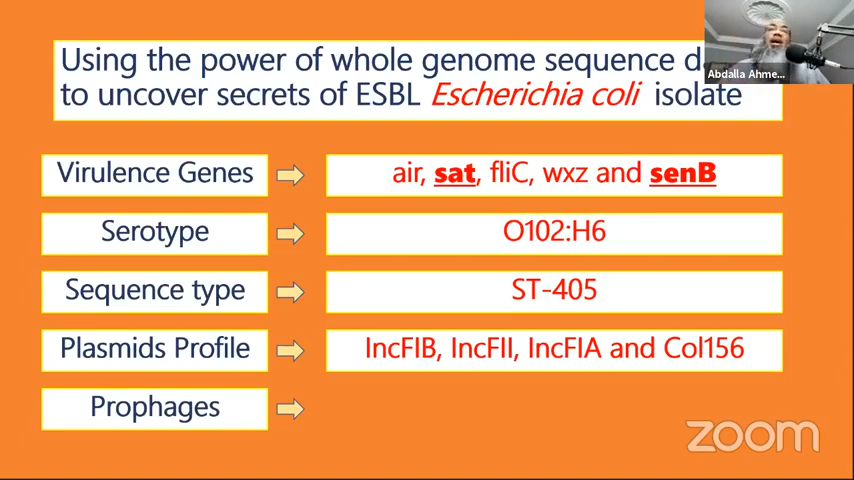 Using the power of whole genome sequence d
to uncover secrets of ESBL Escherichia coli isolate
Abdalla Ahme...
Virulence Genes
air, sat, fliC, wxz and senB
Serotype
O102:H6
Sequence type
ST-405
Plasmids Profile
IncFIB, IncFII, IncFIA and Col156
Prophages
zoom